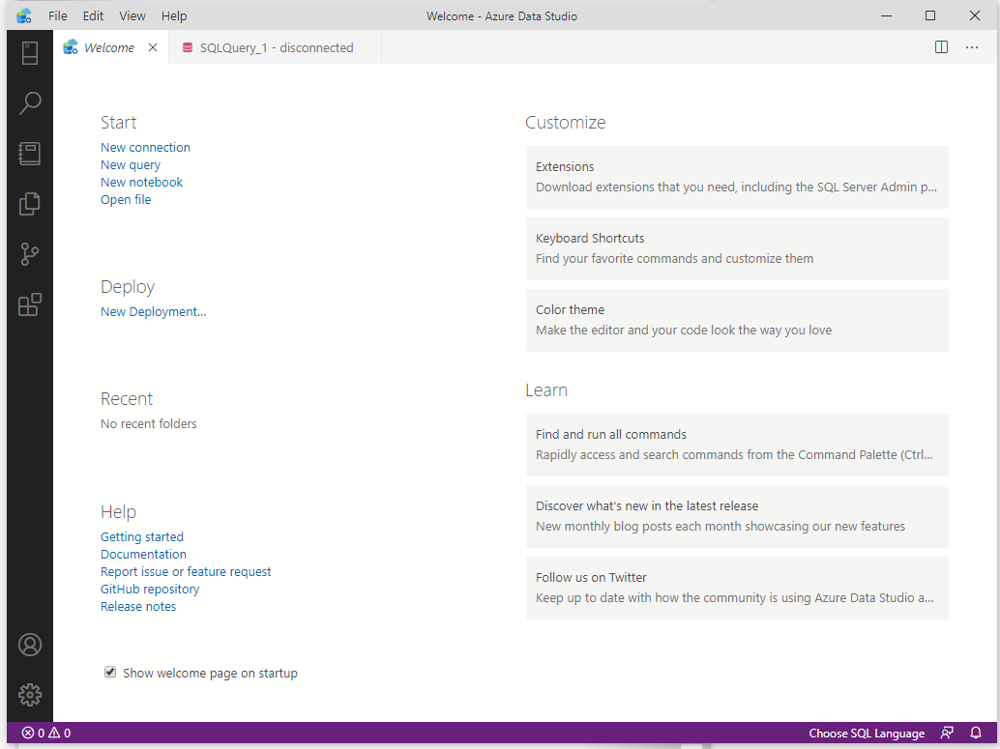 File Edit View Help
Welcome - Azure Data Studio
Welcome
SQLQuery_1 - disconnected
Start
New connection
New query
New notebook
Open file
Deploy
New Deployment...
Recent
No recent folders
Help
Getting started
Documentation
Report issue or feature request
GitHub repository
Release notes
Show welcome page on startup
Customize
Extensions
Download extensions that you need, including the SQL Server Admin p...
Keyboard Shortcuts
Find your favorite commands and customize them
Color theme
Make the editor and your code look the way you love
Learn
Find and run all commands
Rapidly access and search commands from the Command Palette (Ctrl...
Discover what's new in the latest release
New monthly blog posts each month showcasing our new features
Follow us on Twitter
Keep up to date with how the community is using Azure Data Studio a...
0 0
Choose SQL Language